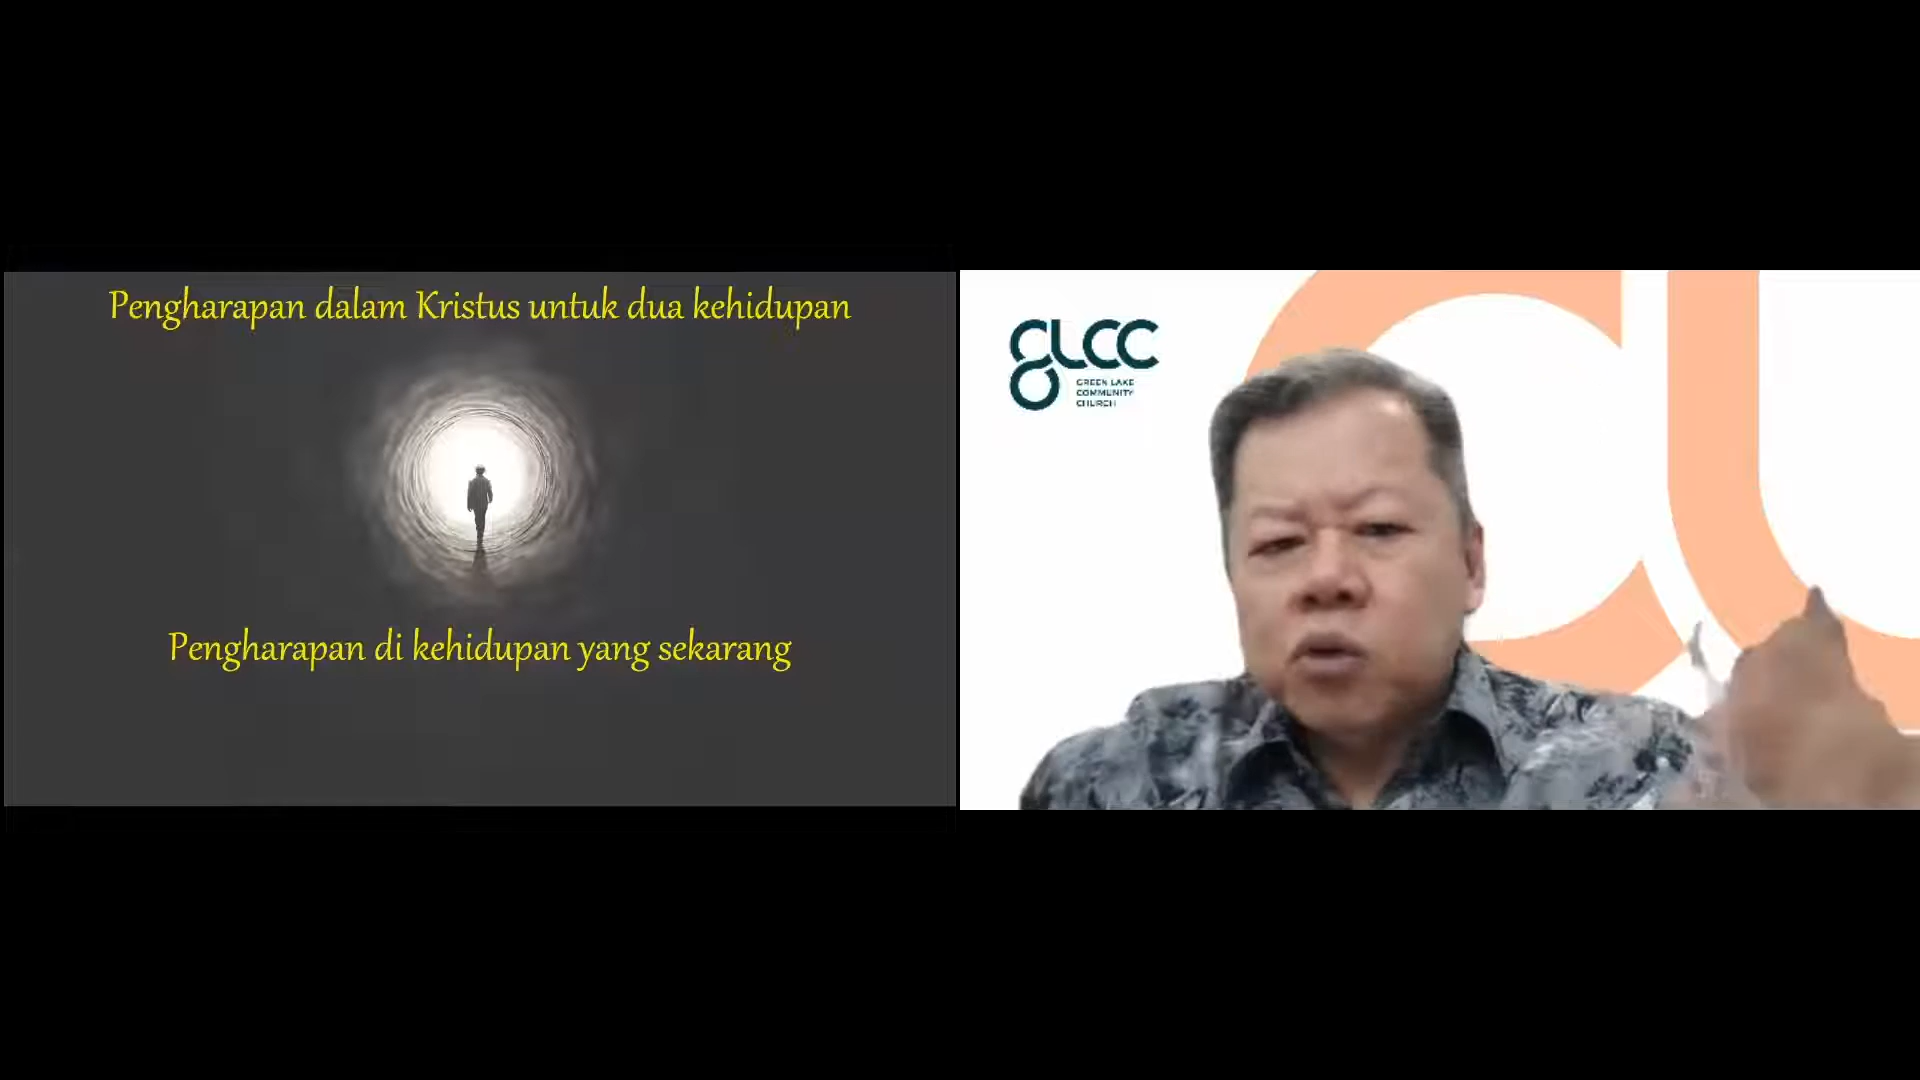 Pengharapan dalam Kristus untuk dua kehidupan
Pengharapan di kehidupan yang sekarang
GLCC
GREEN LAKE
COMMUNITY
CHURCH